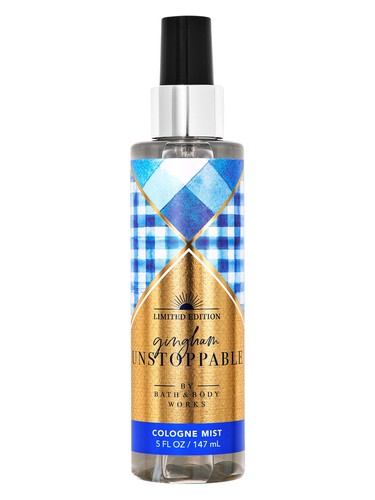 LIMITED EDITION
gingham
UNSTOPPABLE
BY
BATH & BODY
WORKS
COLOGNE MIST
5 FL OZ / 147 mL